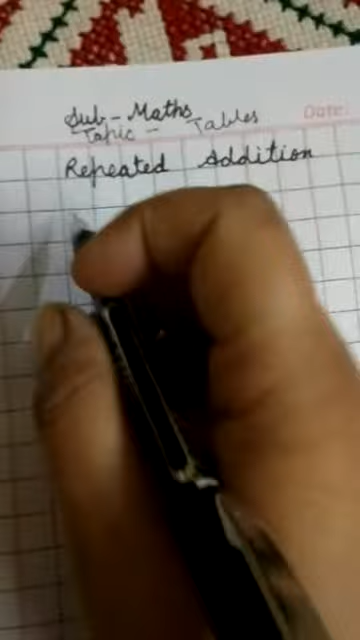 Sub - Maths
Topic - Tables
Date:
Repeated Addition